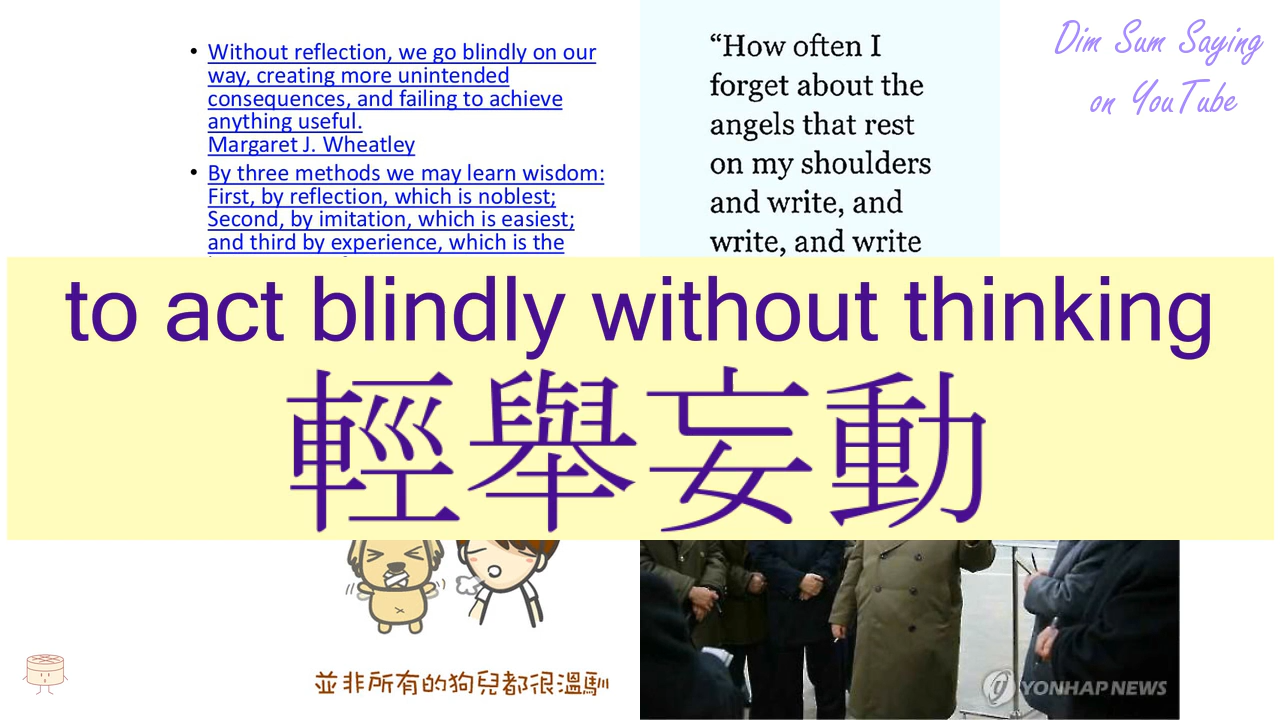 • Without reflection, we go blindly on our
way, creating more unintended
consequences, and failing to achieve
anything useful.
Margaret J. Wheatley
• By three methods we may learn wisdom:
First, by reflection, which is noblest;
Second, by imitation, which is easiest;
and third by experience, which is the
“How often I
forget about the
angels that rest
on my shoulders
and write, and
write, and write
Dim Sum Saying
on YouTube
to act blindly without thinking
輕舉妄動
並非所有的狗兒都很溫馴
YONHAP NEWS